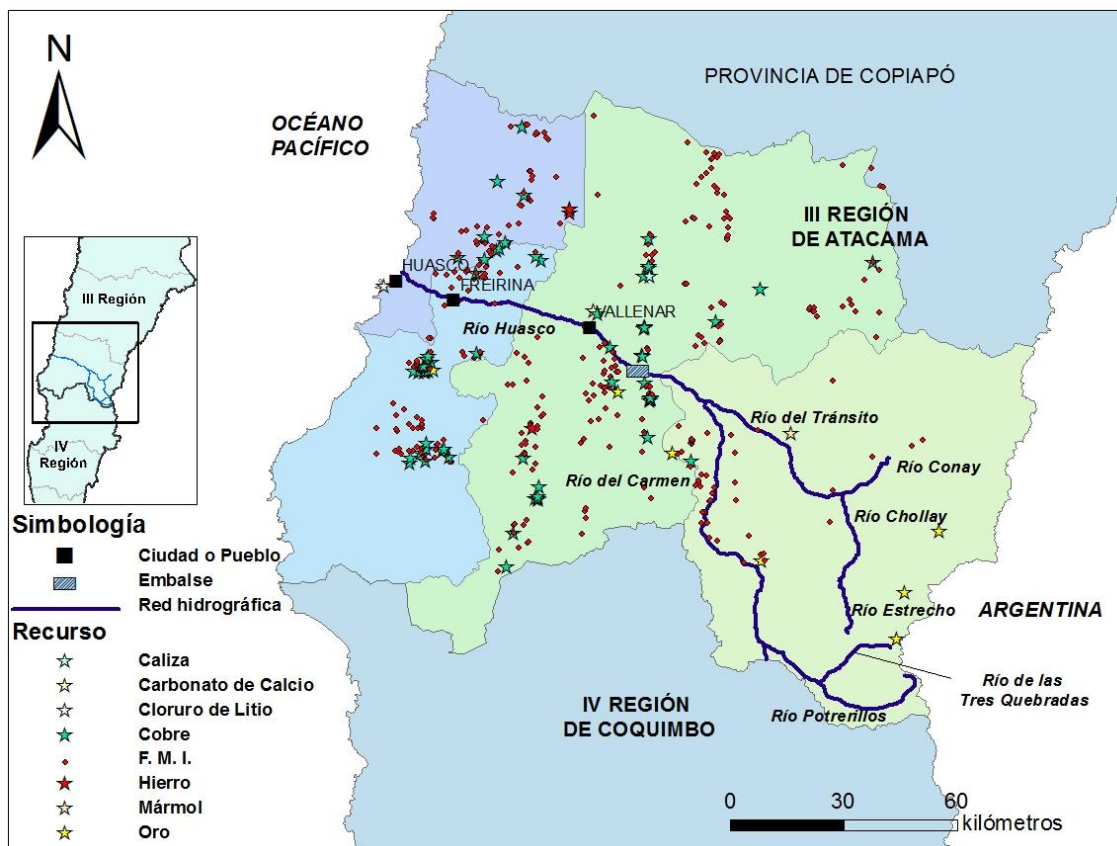 N
PROVINCIA DE COPIAPÓ
OCÉANO
PACÍFICO
III REGIÓN
DE ATACAMA
HUASCO
FREIRINA
VALLENAR
Río Huasco
III Región
IV
Región
Río del Tránsito
Río Conay
Río del Carmen
Río Chollay
Río Estrecho
ARGENTINA
Río de las
Tres Quebradas
Río Potrerillos
IV REGIÓN
DE COQUIMBO
Simbología
Ciudad o Pueblo
Embalse
Red hidrográfica
Recurso
Caliza
Carbonato de Calcio
Cloruro de Litio
Cobre
F. M. I.
Hierro
Mármol
Oro
0 30 60
kilómetros